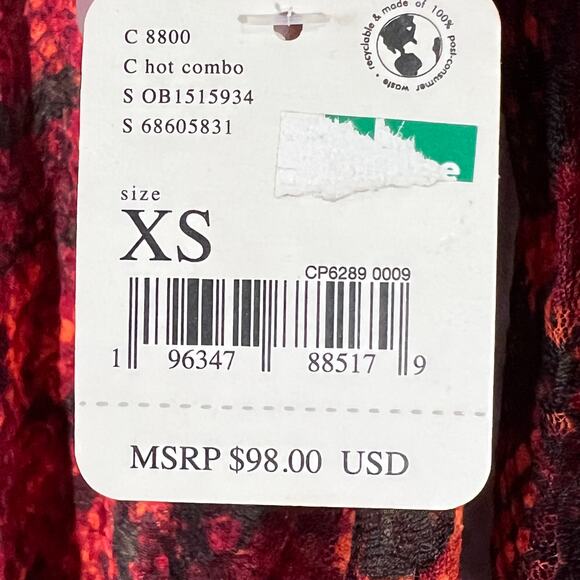 recyclable & made of 100% post-consumer waste •
C 8800
C hot combo
S OB1515934
S 68605831
e
size
XS
CP6289 0009
1 96347 88517 9
MSRP $98.00 USD